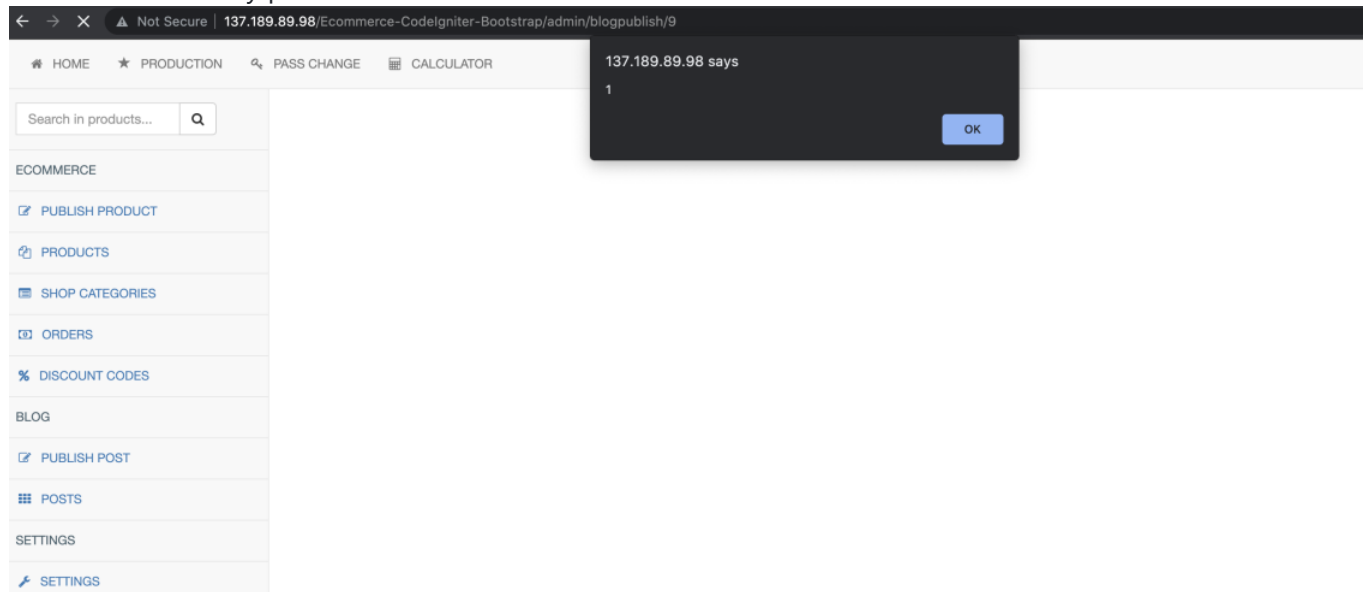 Not Secure | 137.189.89.98/Ecommerce-CodeIgniter-Bootstrap/admin/blogpublish/9
HOME PRODUCTION PASS CHANGE CALCULATOR
137.189.89.98 says
1
OK
Search in products...
ECOMMERCE
PUBLISH PRODUCT
PRODUCTS
SHOP CATEGORIES
ORDERS
% DISCOUNT CODES
BLOG
PUBLISH POST
POSTS
SETTINGS
SETTINGS